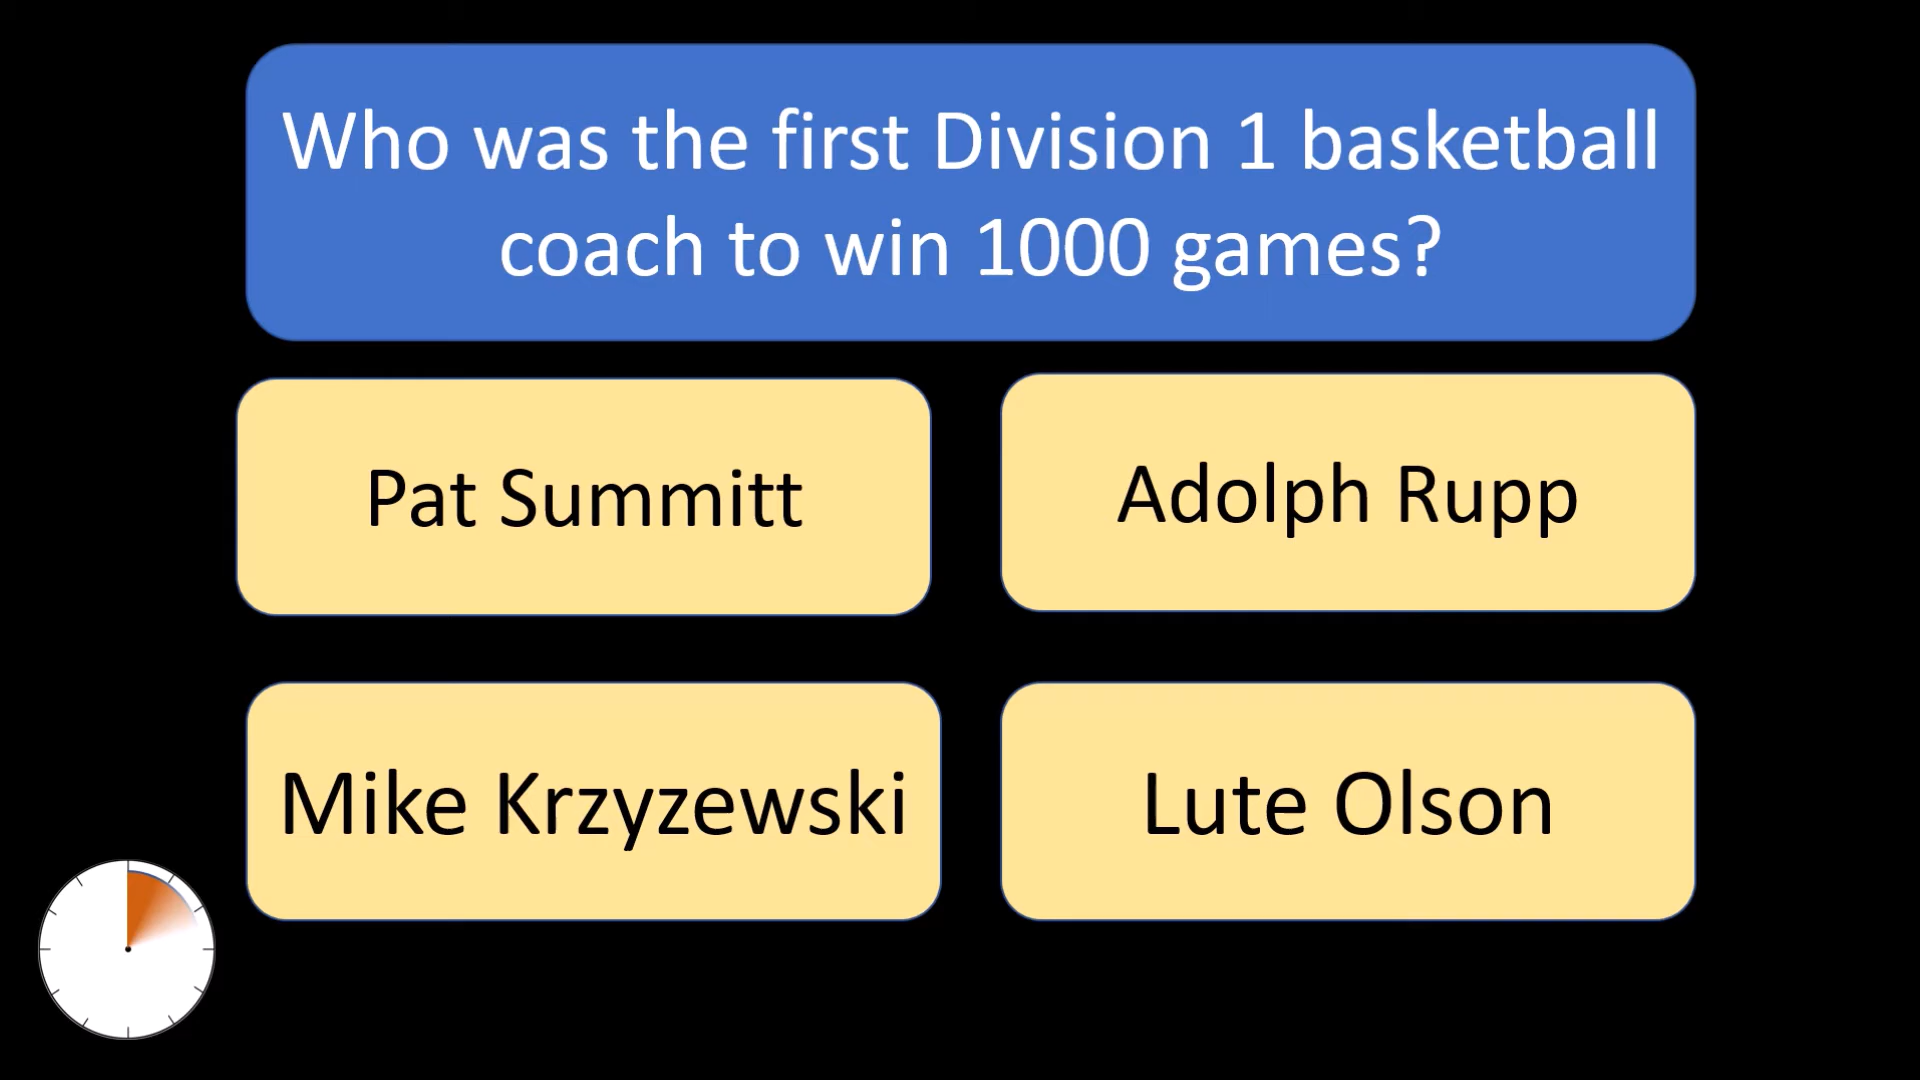 Who was the first Division 1 basketball
coach to win 1000 games?
Pat Summitt
Adolph Rupp
Mike Krzyzewski
Lute Olson